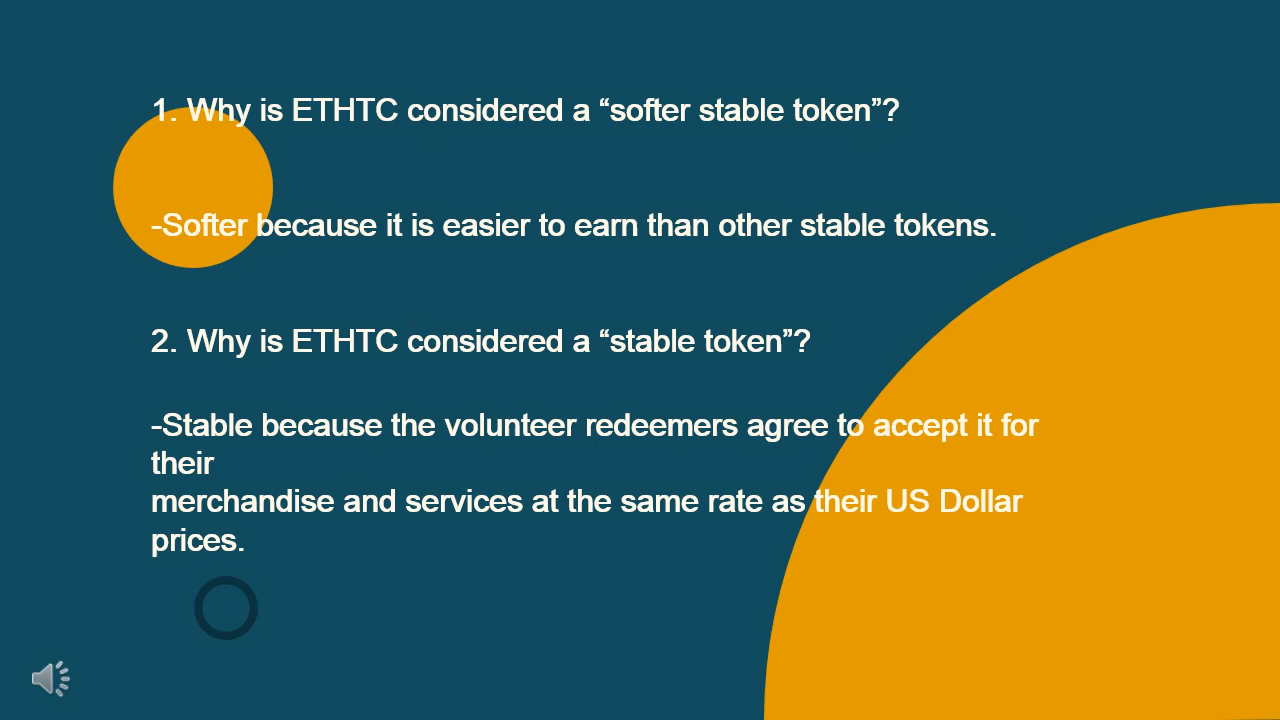 1. Why is ETHTC considered a “softer stable token”?
-Softer because it is easier to earn than other stable tokens.
2. Why is ETHTC considered a “stable token”?
-Stable because the volunteer redeemers agree to accept it for
their
merchandise and services at the same rate as their US Dollar
prices.